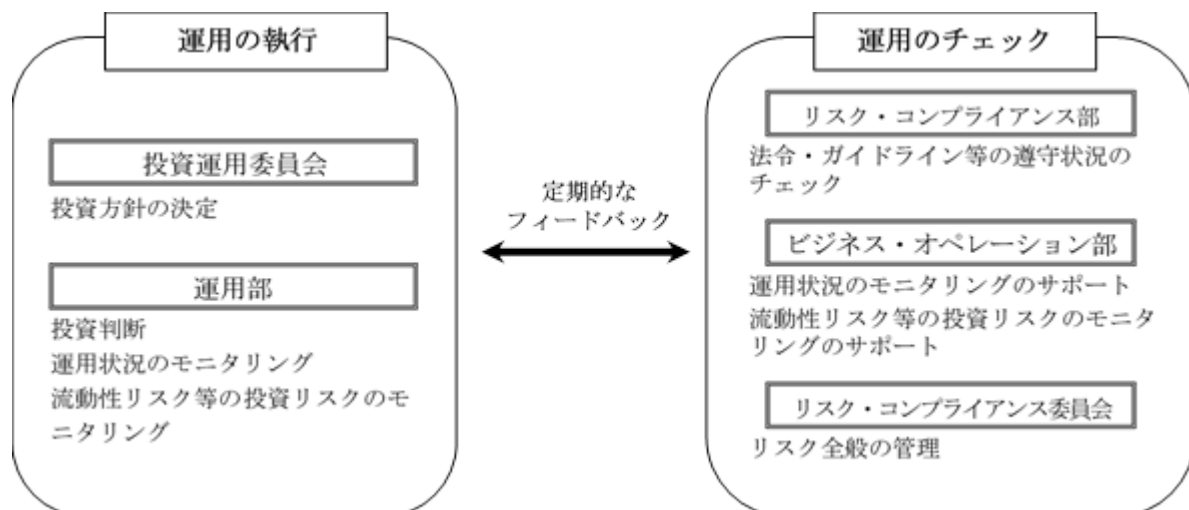 運用の執行
投資運用委員会
投資方針の決定
運用部
投資判断
運用状況のモニタリング
流動性リスク等の投資リスクのモ
ニタリング
定期的な
フィードバック
運用のチェック
リスク・コンプライアンス部
法令・ガイドライン等の遵守状況の
チェック
ビジネス・オペレーション部
運用状況のモニタリングのサポート
流動性リスク等の投資リスクのモニタ
リングのサポート
リスク・コンプライアンス委員会
リスク全般の管理